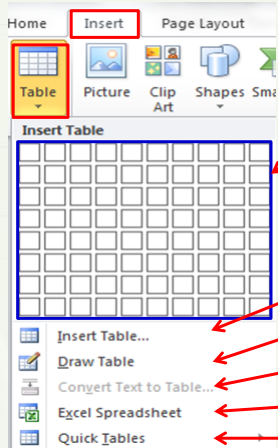 Home Insert Page Layout
Table Picture Clip Art Shapes
Insert Table
Insert Table...
Draw Table
Convert Text to Table...
Excel Spreadsheet
Quick Tables